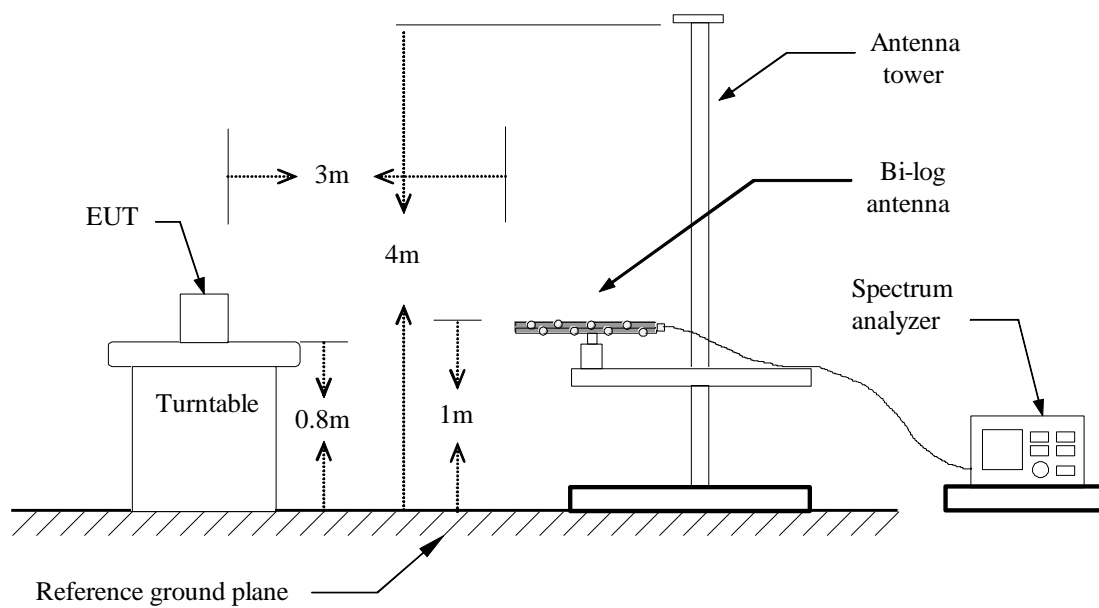 Antenna
tower
3m
Bi-log
antenna
EUT
4m
Spectrum
analyzer
Turntable
0.8m
1m
Reference ground plane